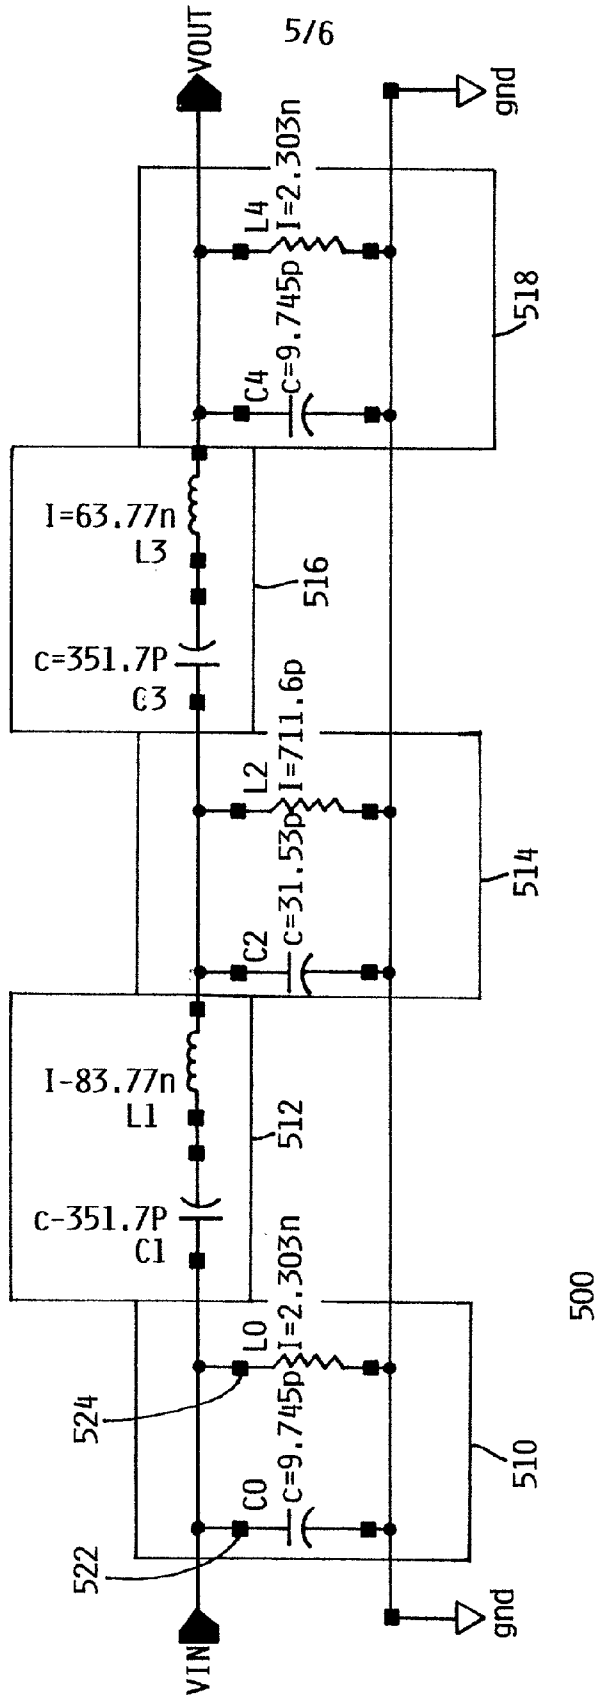 5/6
VOUT
gnd
L4
I=2.303n
C4
C=9.745p
518
I=63.77n
L3
c=351.7P
C3
516
L2
I=711.6p
C2
C=31.53p
514
I-83.77n
L1
c-351.7P
C1
512
L0
I=2.303n
C0
C=9.745p
524
522
510
VIN
gnd
500